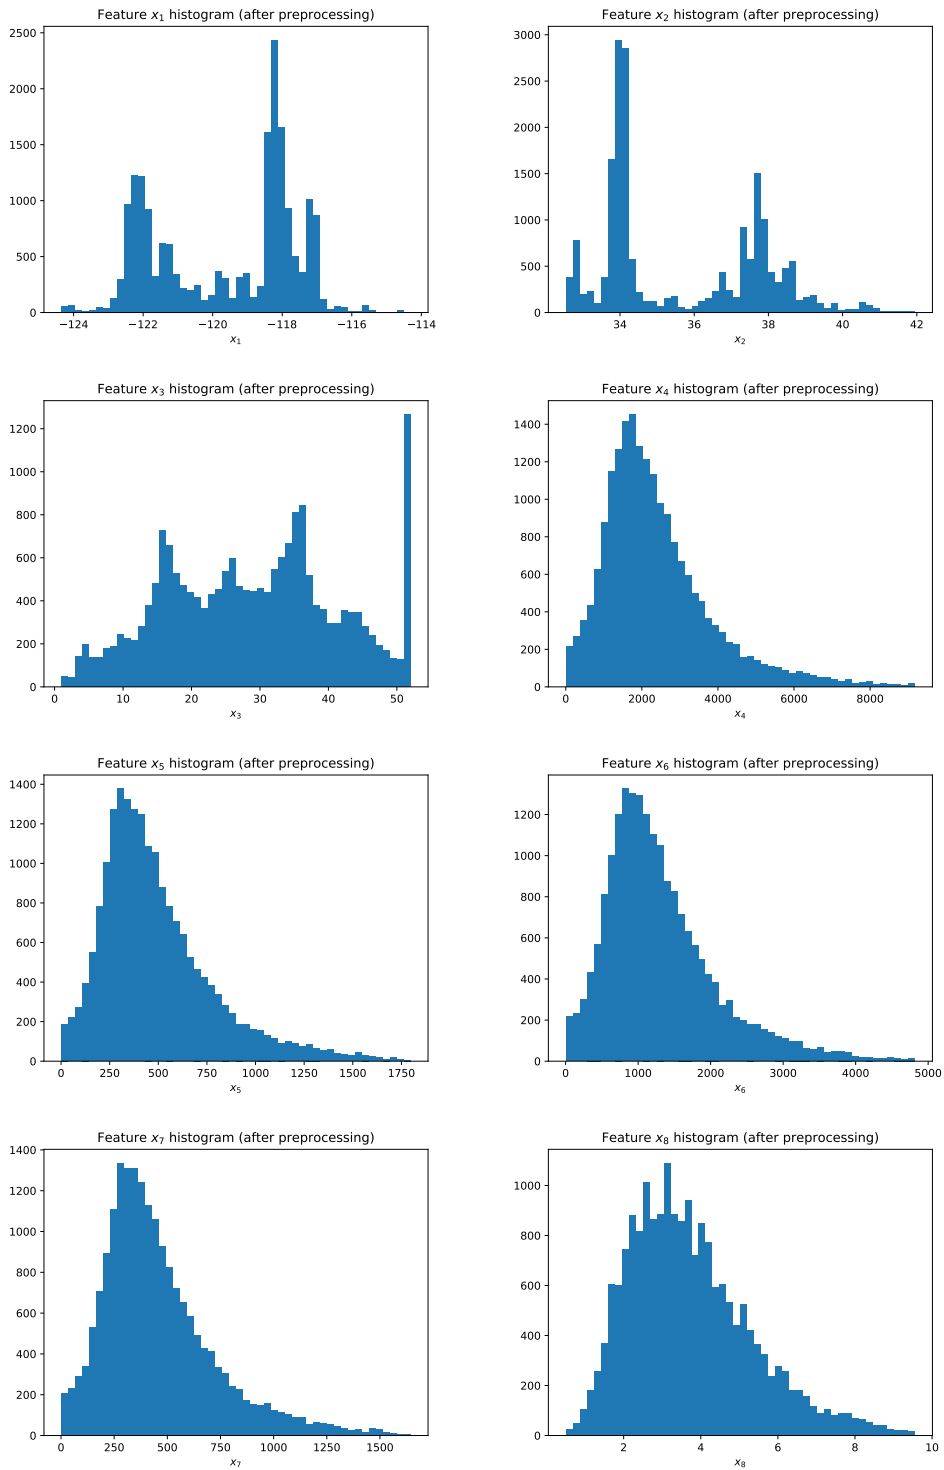 Feature x₁ histogram (after preprocessing)
2500
2000
1500
1000
500
0
−124 −122 −120 −118 −116 −114
x₁
Feature x₂ histogram (after preprocessing)
3000
2500
2000
1500
1000
500
0
34 36 38 40 42
x₂
Feature x₃ histogram (after preprocessing)
1200
1000
800
600
400
200
0
0 10 20 30 40 50
x₃
Feature x₄ histogram (after preprocessing)
1400
1200
1000
800
600
400
200
0
0 2000 4000 6000 8000
x₄
Feature x₅ histogram (after preprocessing)
1400
1200
1000
800
600
400
200
0
0 250 500 750 1000 1250 1500 1750
x₅
Feature x₆ histogram (after preprocessing)
1200
1000
800
600
400
200
0
0 1000 2000 3000 4000 5000
x₆
Feature x₇ histogram (after preprocessing)
1400
1200
1000
800
600
400
200
0
0 250 500 750 1000 1250 1500
x₇
Feature x₈ histogram (after preprocessing)
1000
800
600
400
200
0
2 4 6 8 10
x₈